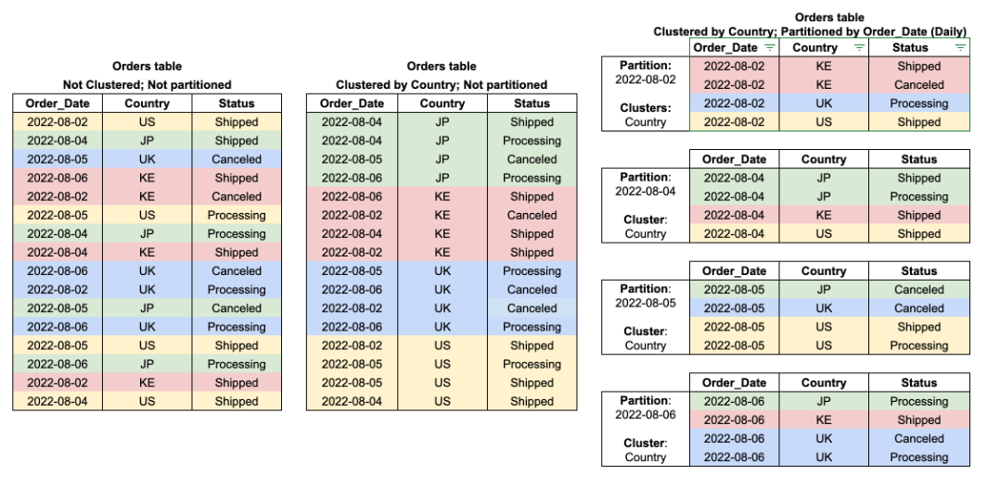 Orders table
Not Clustered; Not partitioned
Order_Date Country Status
2022-08-02 US Shipped
2022-08-04 JP Shipped
2022-08-05 UK Canceled
2022-08-06 KE Shipped
2022-08-02 KE Canceled
2022-08-05 US Processing
2022-08-04 JP Processing
2022-08-04 KE Shipped
2022-08-06 UK Canceled
2022-08-02 UK Processing
2022-08-05 JP Canceled
2022-08-06 UK Processing
2022-08-05 US Shipped
2022-08-06 JP Processing
2022-08-02 KE Shipped
2022-08-04 US Shipped
Orders table
Clustered by Country; Not partitioned
Order_Date Country Status
2022-08-04 JP Shipped
2022-08-04 JP Processing
2022-08-05 JP Canceled
2022-08-06 JP Processing
2022-08-06 KE Shipped
2022-08-02 KE Canceled
2022-08-04 KE Shipped
2022-08-02 KE Shipped
2022-08-05 UK Processing
2022-08-06 UK Canceled
2022-08-02 UK Canceled
2022-08-06 UK Processing
2022-08-02 US Shipped
2022-08-05 US Processing
2022-08-05 US Shipped
2022-08-04 US Shipped
Orders table
Clustered by Country; Partitioned by Order_Date (Daily)
Order_Date Country Status
Partition:
2022-08-02
Clusters:
Country
2022-08-02 KE Shipped
2022-08-02 KE Canceled
2022-08-02 UK Processing
2022-08-02 US Shipped
Order_Date Country Status
Partition:
2022-08-04
Cluster:
Country
2022-08-04 JP Shipped
2022-08-04 JP Processing
2022-08-04 KE Shipped
2022-08-04 US Shipped
Order_Date Country Status
Partition:
2022-08-05
Cluster:
Country
2022-08-05 JP Canceled
2022-08-05 UK Canceled
2022-08-05 US Shipped
2022-08-05 US Processing
Order_Date Country Status
Partition:
2022-08-06
Cluster:
Country
2022-08-06 JP Processing
2022-08-06 KE Shipped
2022-08-06 UK Canceled
2022-08-06 UK Processing